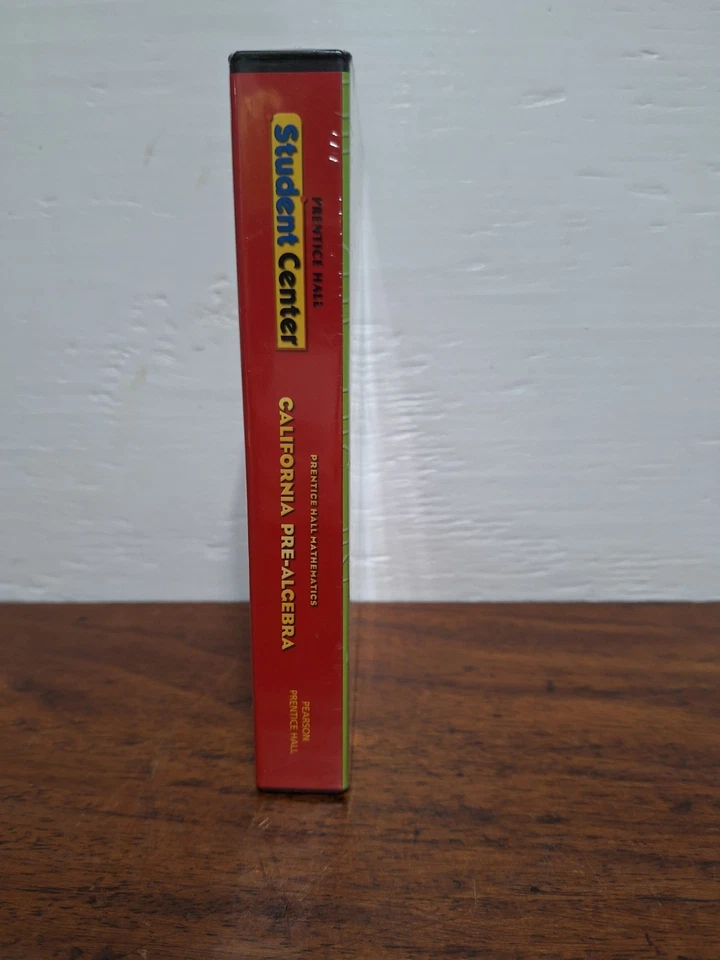 PRENTICE HALL
Student Center
PRENTICE HALL MATHEMATICS
CALIFORNIA PRE-ALGEBRA
PEARSON
PRENTICE HALL